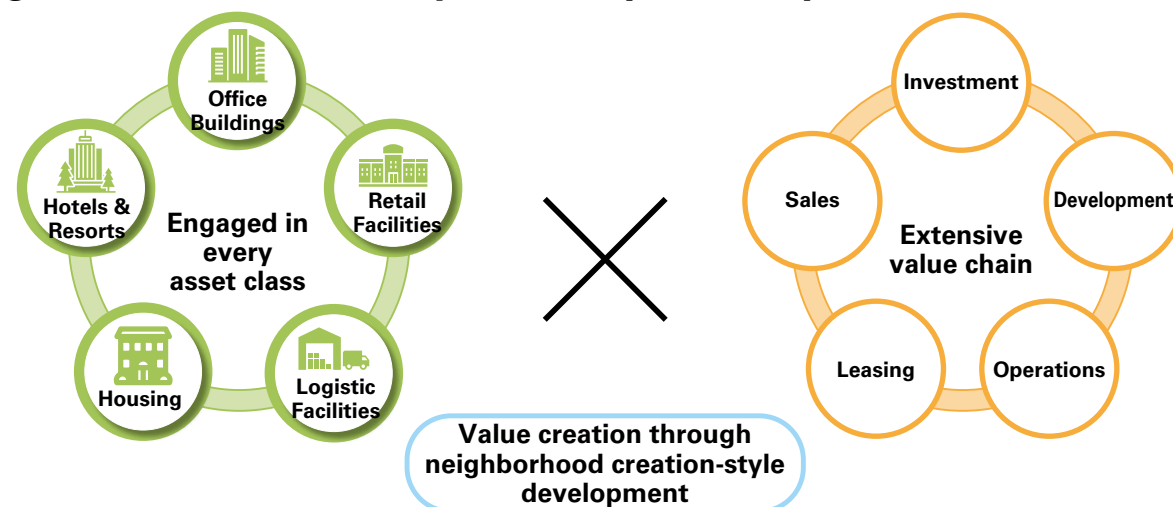 Office
Buildings
Hotels &
Resorts
Retail
Facilities
Engaged in
every
asset class
Housing
Logistic
Facilities
Investment
Sales
Development
Extensive
value chain
Leasing
Operations
Value creation through
neighborhood creation-style
development